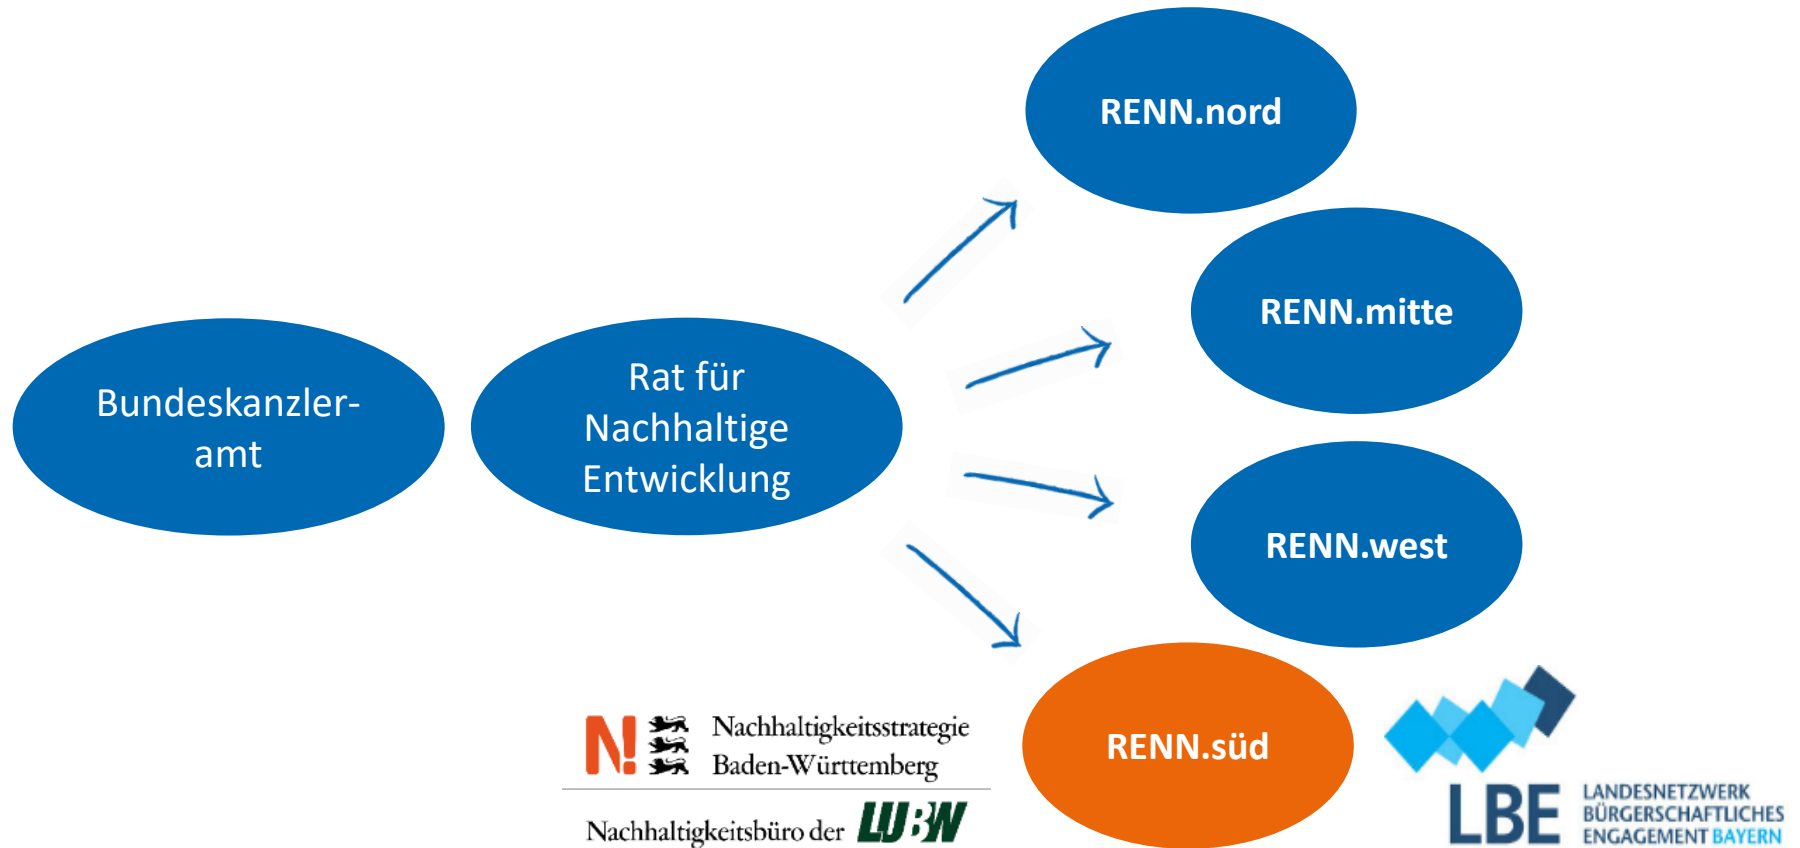 RENN.nord
RENN.mitte
Bundeskanzler-
amt
Rat für
Nachhaltige
Entwicklung
RENN.west
RENN.süd
N!
Nachhaltigkeitsstrategie
Baden-Württemberg
Nachhaltigkeitsbüro der LUBW
LBE
LANDESNETZWERK
BÜRGERSCHAFTLICHES
ENGAGEMENT BAYERN